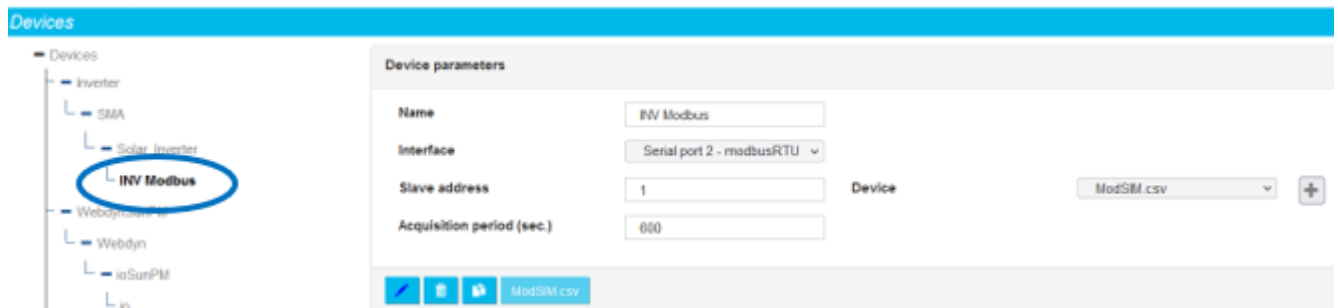 Devices
Devices
Inverter
SMA
Solar_Inverter
INV Modbus
WebdynSunPM
Webdyn
ioSunPM
io
Device parameters
Name INV Modbus
Interface Serial port 2 - modbusRTU
Slave address 1 Device ModSIM.csv
Acquisition period (sec.) 600
ModSIM.csv